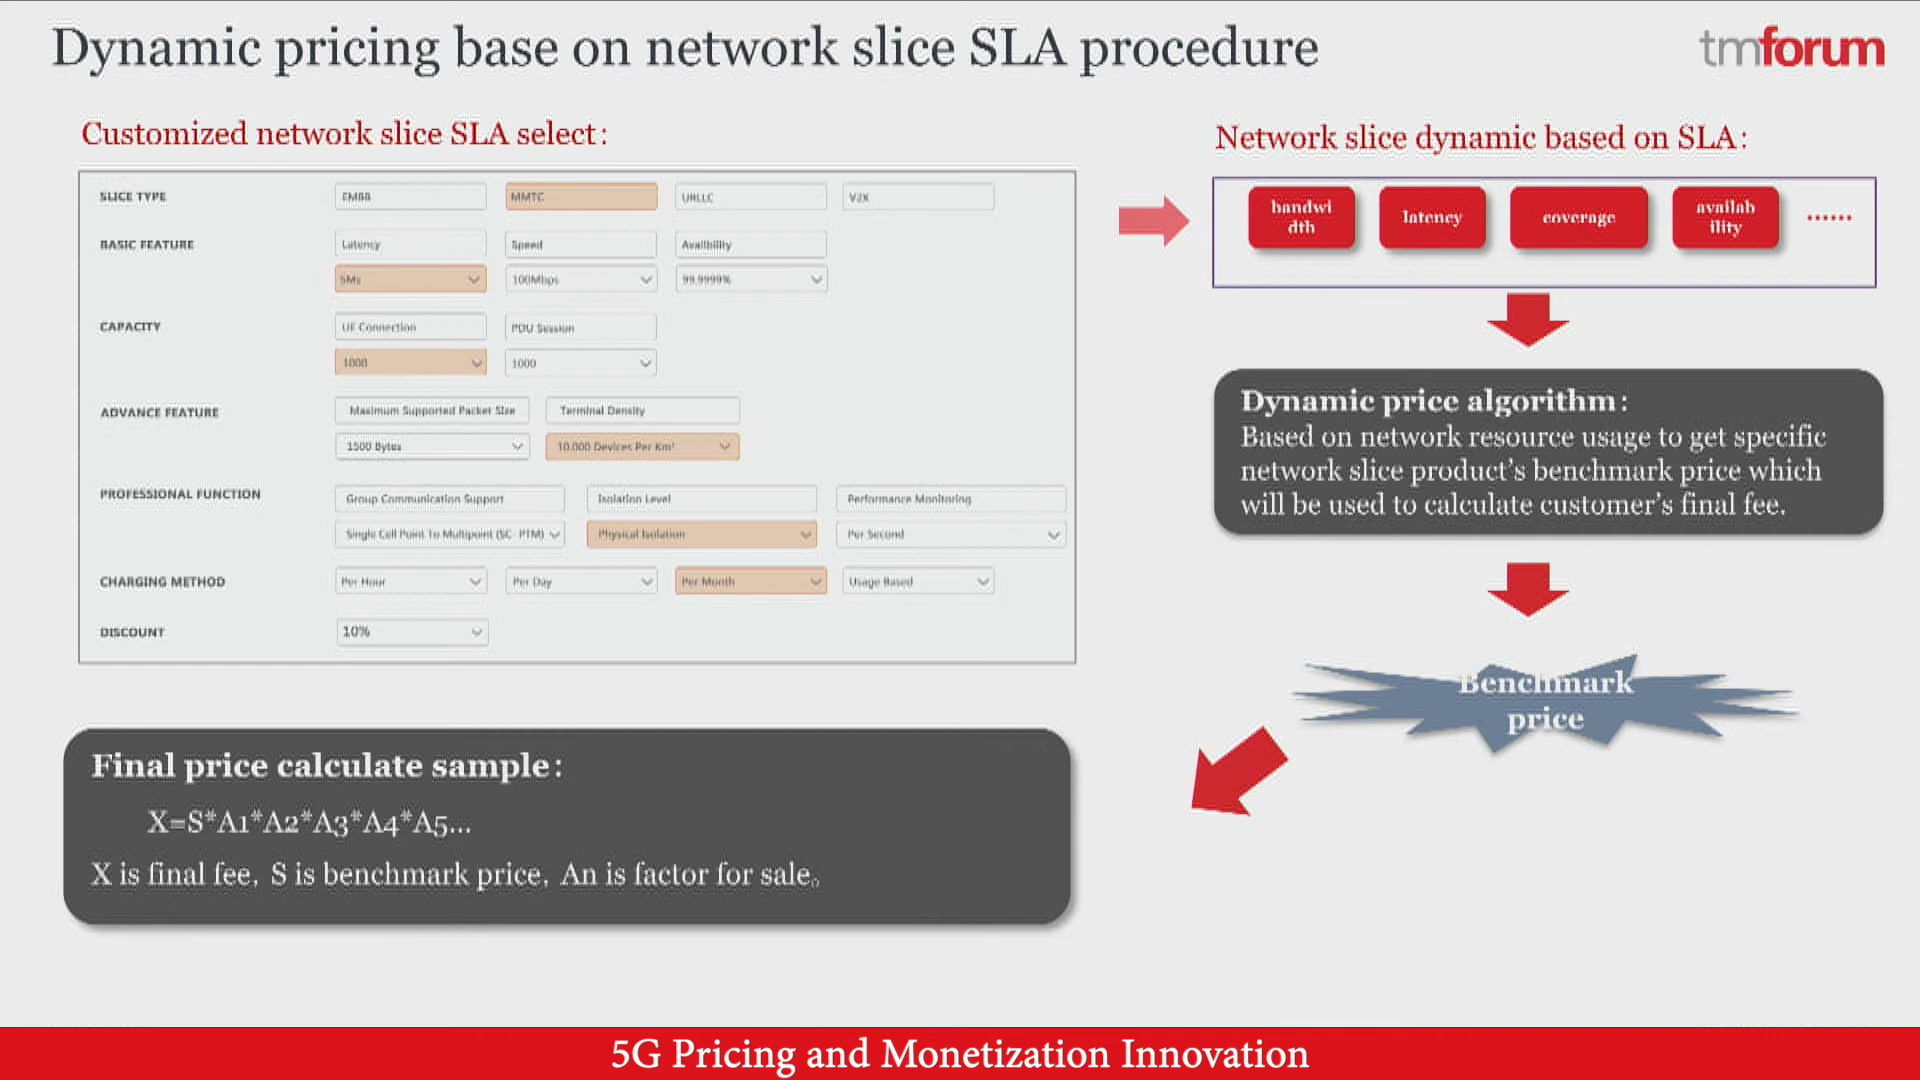 Dynamic pricing base on network slice SLA procedure
tmforum
Customized network slice SLA select:
SLICE TYPE
EMBB
MMTC
URLLC
V2X
BASIC FEATURE
Latency
Speed
Availibility
5Ms
100Mbps
99.9999%
CAPACITY
UE Connection
PDU Session
1000
1000
ADVANCE FEATURE
Maximum Supported Packet Size
Terminal Density
1500 Bytes
10.000 Devices Per Km²
PROFESSIONAL FUNCTION
Group Communication Support
Isolation Level
Performance Monitoring
Single Cell Point To Multipoint (SC- PTM)
Physical Isolation
Per Second
CHARGING METHOD
Per Hour
Per Day
Per Month
Usage Based
DISCOUNT
10%
Network slice dynamic based on SLA:
bandwi
dth
latency
coverage
availab
ility
......
Dynamic price algorithm:
Based on network resource usage to get specific
network slice product's benchmark price which
will be used to calculate customer's final fee.
Benchmark
price
Final price calculate sample:
X=S*A1*A2*A3*A4*A5...
X is final fee, S is benchmark price, An is factor for sale。
5G Pricing and Monetization Innovation